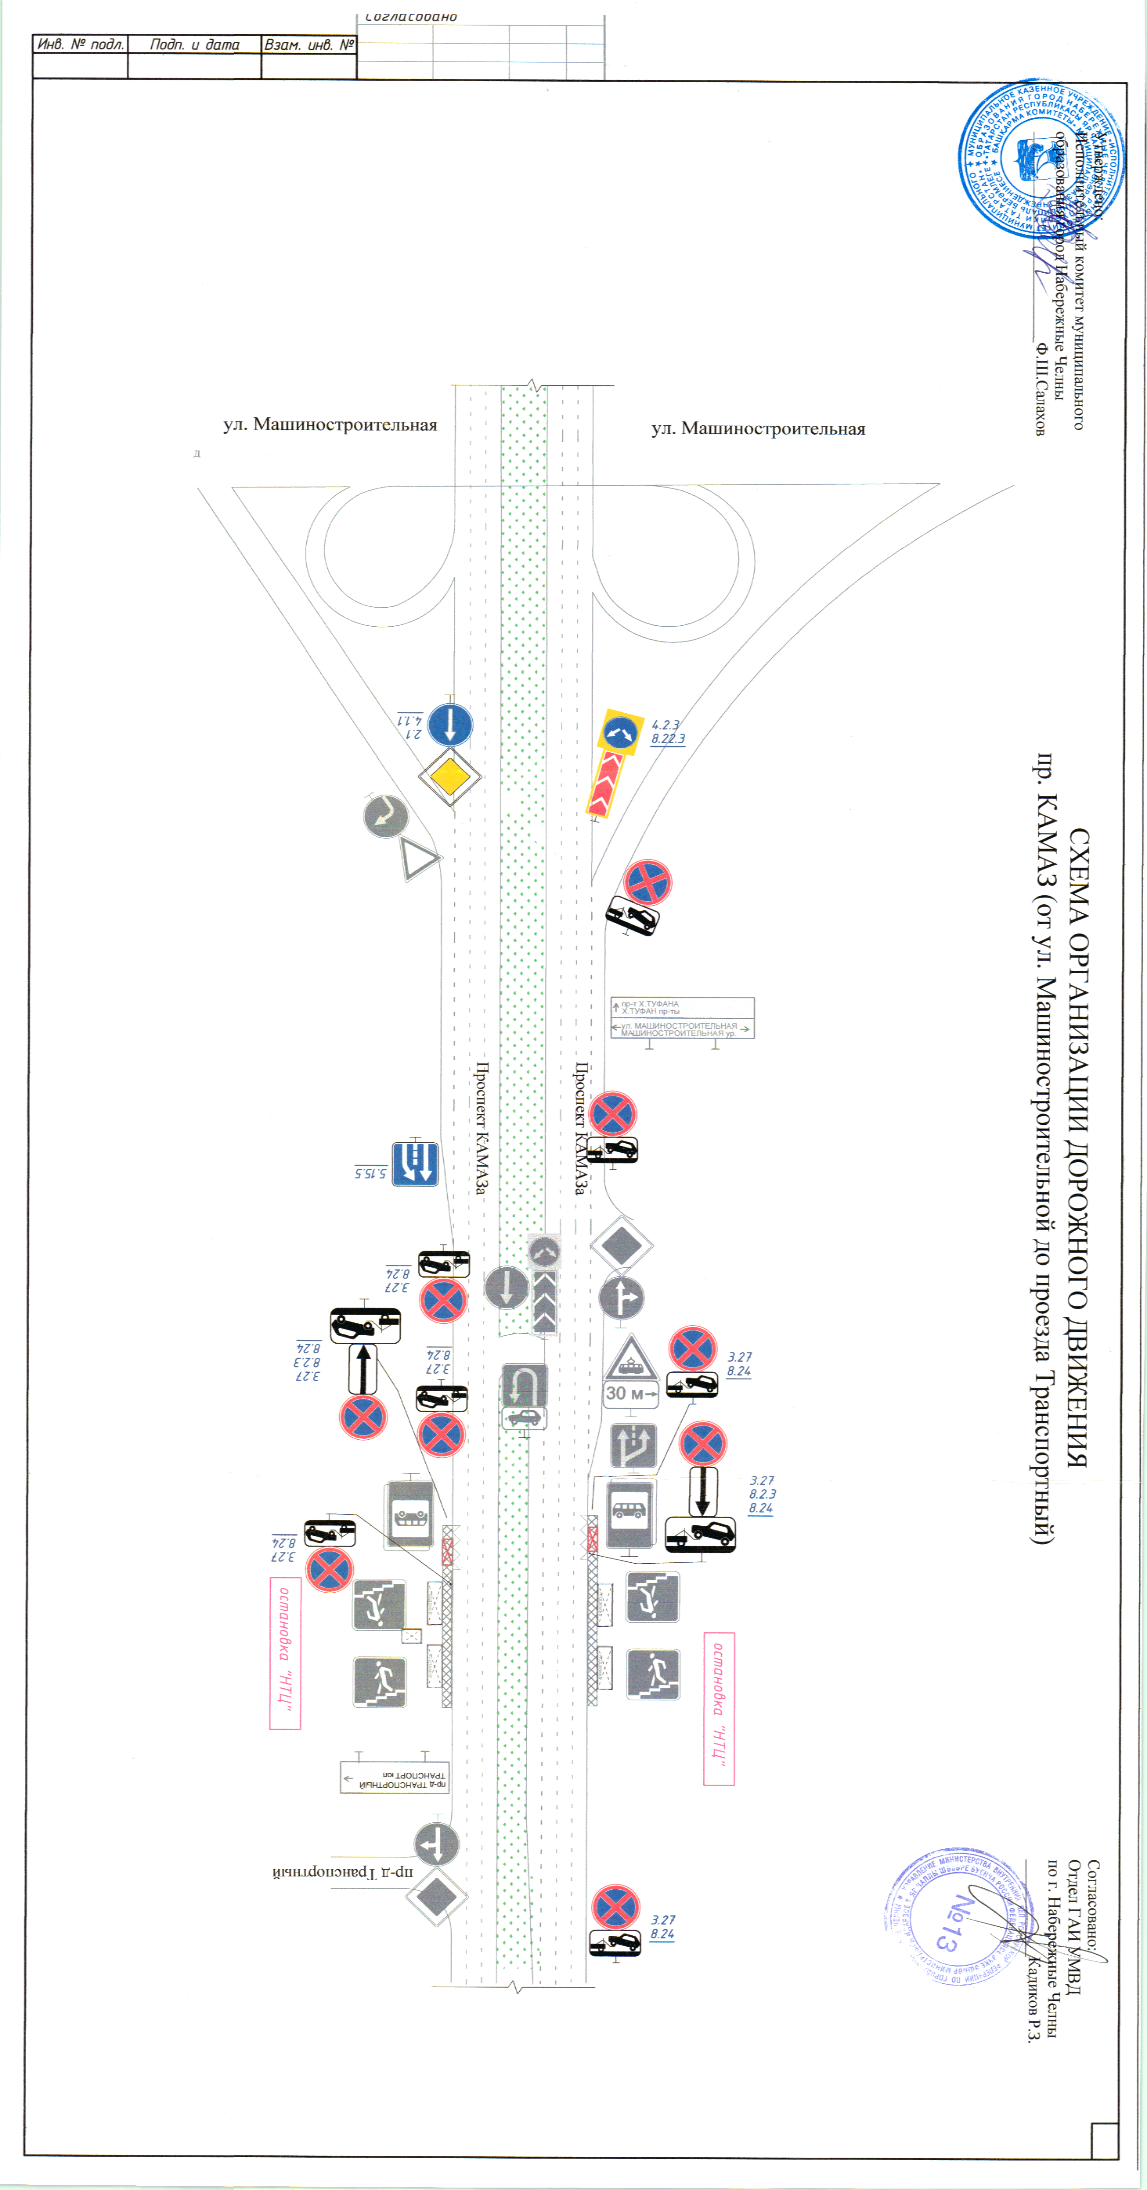 Согласовано
Инв. № подл.
Подп. и дата
Взам. инв. №
Утверждено:
Исполнительный комитет муниципального
образования город Набережные Челны
Ф.Ш.Салахов
СХЕМА ОРГАНИЗАЦИИ ДОРОЖНОГО ДВИЖЕНИЯ
пр. КАМАЗ (от ул. Машиностроительной до проезда Транспортный)
Согласовано:
Отдел ГАИ УМВД
по г. Набережные Челны
Кадиков Р.З.
№13
ул. Машиностроительная
ул. Машиностроительная
д
2.1
4.1.1
4.2.3
8.22.3
пр-т Х.ТУФАНА
Х.ТУФАН пр-ты
ул. МАШИНОСТРОИТЕЛЬНАЯ
МАШИНОСТРОИТЕЛЬНАЯ ур.
Проспект КАМАЗа
Проспект КАМАЗа
5.15.5
3.27
8.24
3.27
8.2.3
8.24
3.27
8.24
30 м
3.27
8.24
3.27
8.2.3
8.24
3.27
8.24
остановка "НТЦ"
остановка "НТЦ"
пр-д ТРАНСПОРТНЫЙ
ТРАНСПОРТ юл
пр-д Транспортный
3.27
8.24